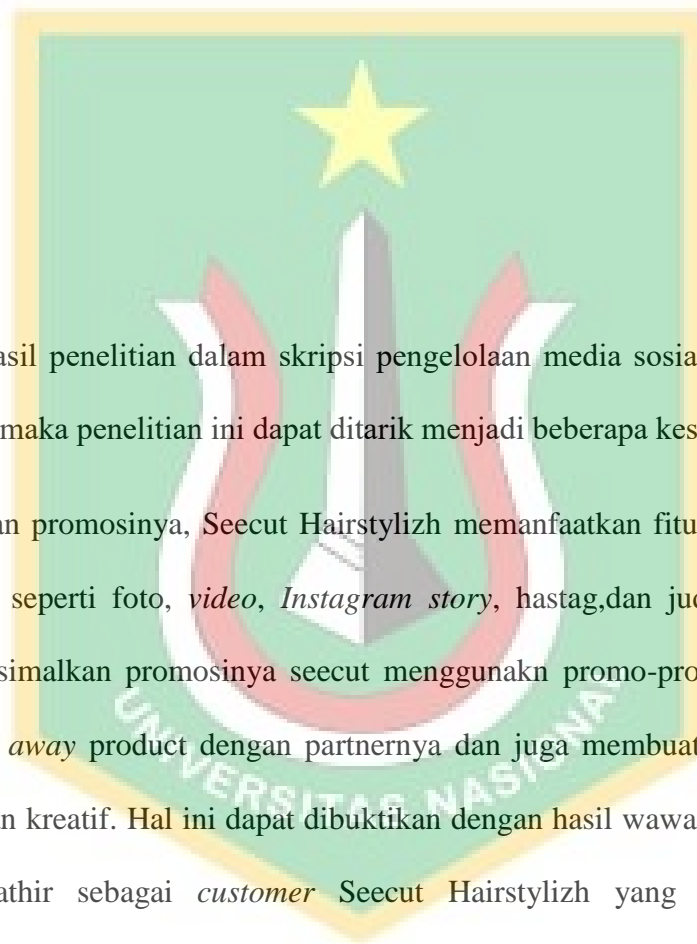 asil penelitian dalam skripsi pengelolaan media sosia
maka penelitian ini dapat ditarik menjadi beberapa kes
an promosinya, Seecut Hairstylizh memanfaatkan fitu
seperti foto, video, Instagram story, hastag,dan jud
simalkan promosinya seecut menggunakn promo-pro
away product dengan partnernya dan juga membuat
an kreatif. Hal ini dapat dibuktikan dengan hasil wawa
athir sebagai customer Seecut Hairstylizh yang
UNIVERSITAS NASIONAL